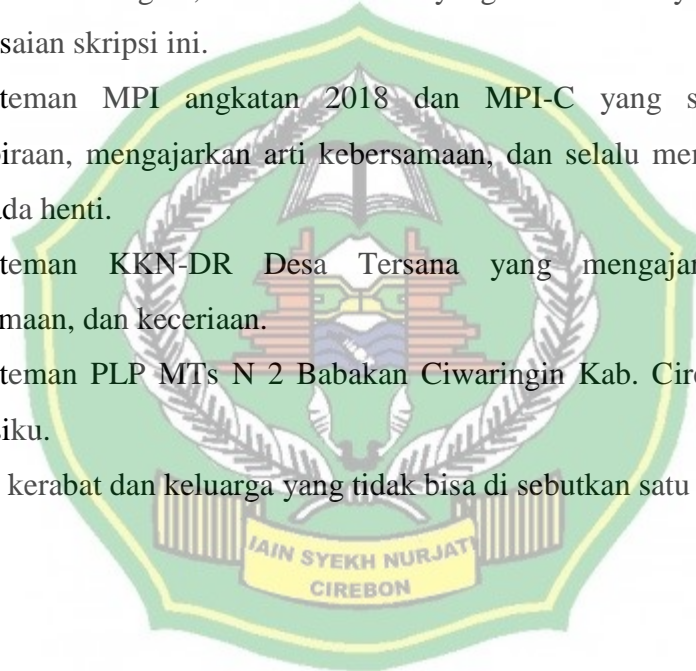 saian skripsi ini.
teman MPI angkatan 2018 dan MPI-C yang s
iraan, mengajarkan arti kebersamaan, dan selalu mer
da henti.
teman KKN-DR Desa Tersana yang mengajar
maan, dan keceriaan.
teman PLP MTs N 2 Babakan Ciwaringin Kab. Cire
siku.
kerabat dan keluarga yang tidak bisa di sebutkan satu
IAIN SYEKH NURJATI
CIREBON